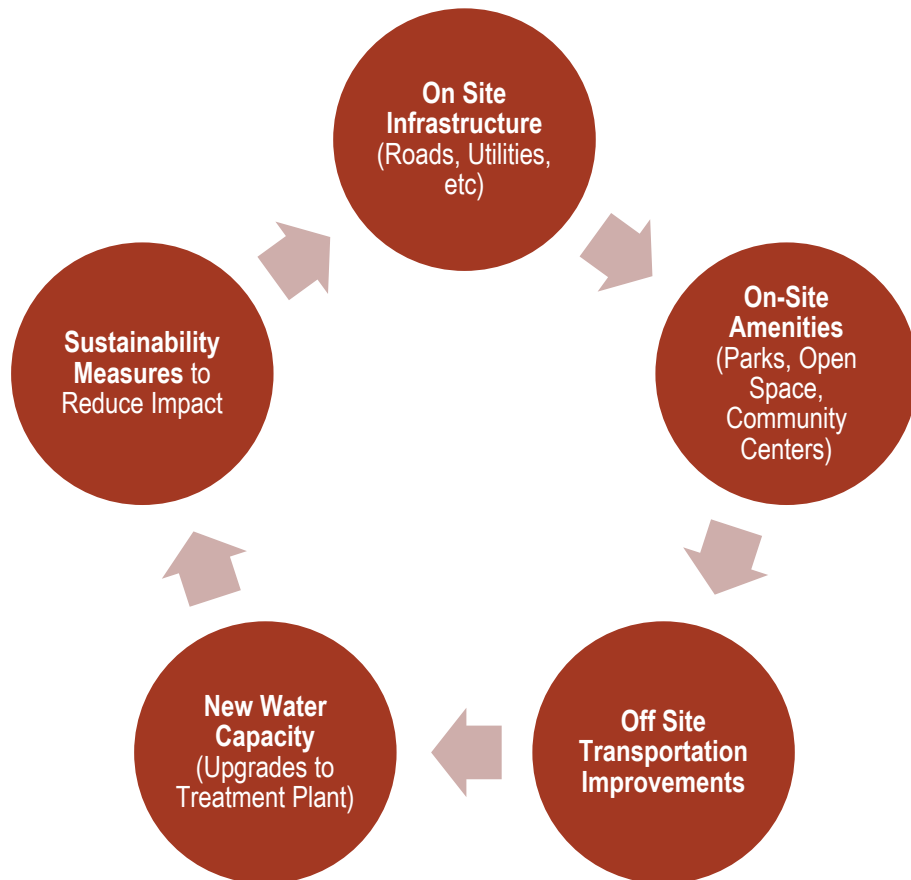 On Site
Infrastructure
(Roads, Utilities,
etc)
On-Site
Amenities
(Parks, Open
Space,
Community
Centers)
Off Site
Transportation
Improvements
New Water
Capacity
(Upgrades to
Treatment Plant)
Sustainability
Measures to
Reduce Impact